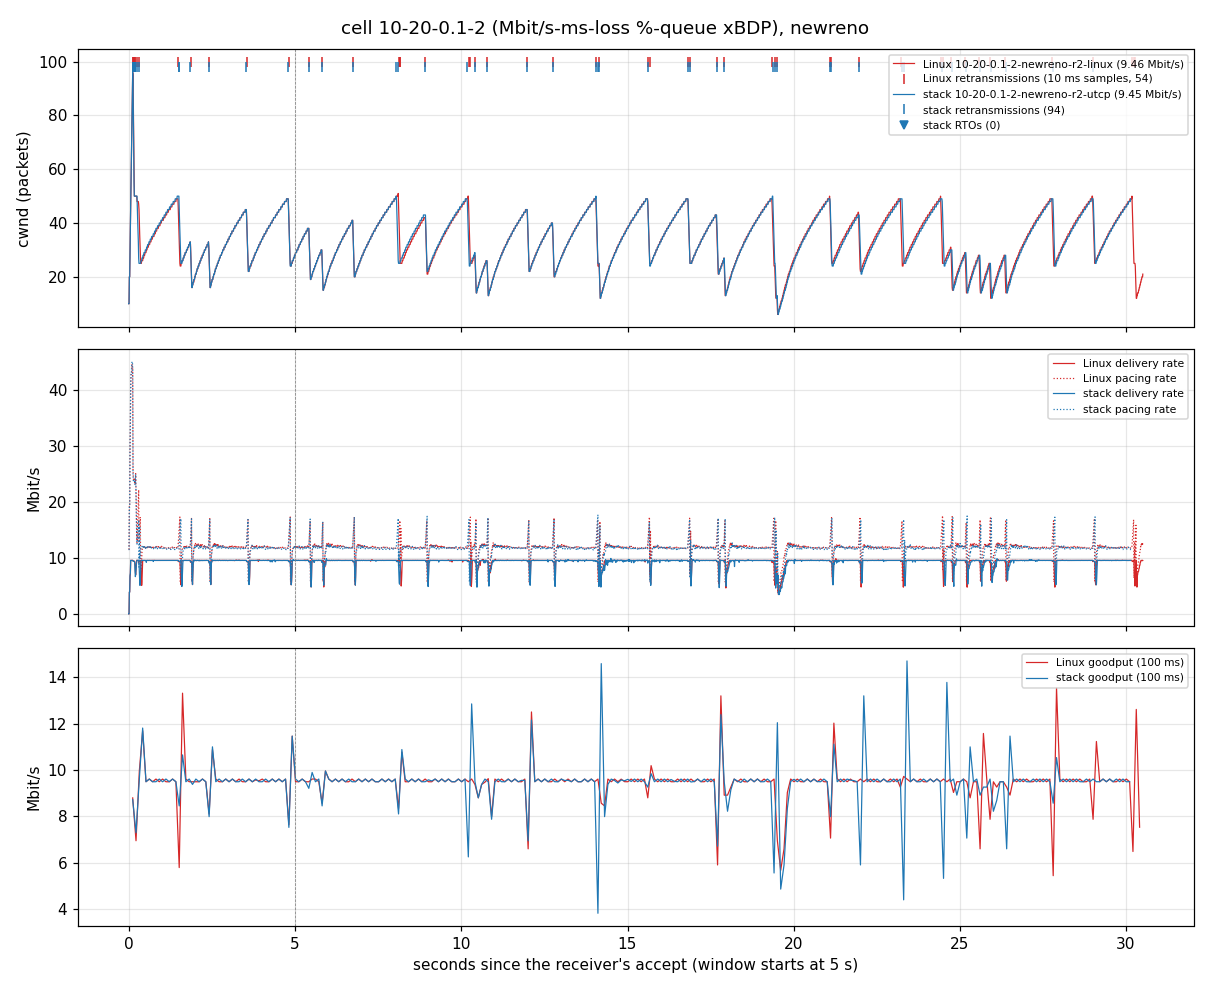 cell 10-20-0.1-2 (Mbit/s-ms-loss %-queue xBDP), newreno
cwnd (packets)
100
80
60
40
20
Linux 10-20-0.1-2-newreno-r2-linux (9.46 Mbit/s)
Linux retransmissions (10 ms samples, 54)
stack 10-20-0.1-2-newreno-r2-utcp (9.45 Mbit/s)
stack retransmissions (94)
stack RTOs (0)
Mbit/s
40
30
20
10
0
Linux delivery rate
Linux pacing rate
stack delivery rate
stack pacing rate
Mbit/s
14
12
10
8
6
4
Linux goodput (100 ms)
stack goodput (100 ms)
0 5 10 15 20 25 30
seconds since the receiver's accept (window starts at 5 s)